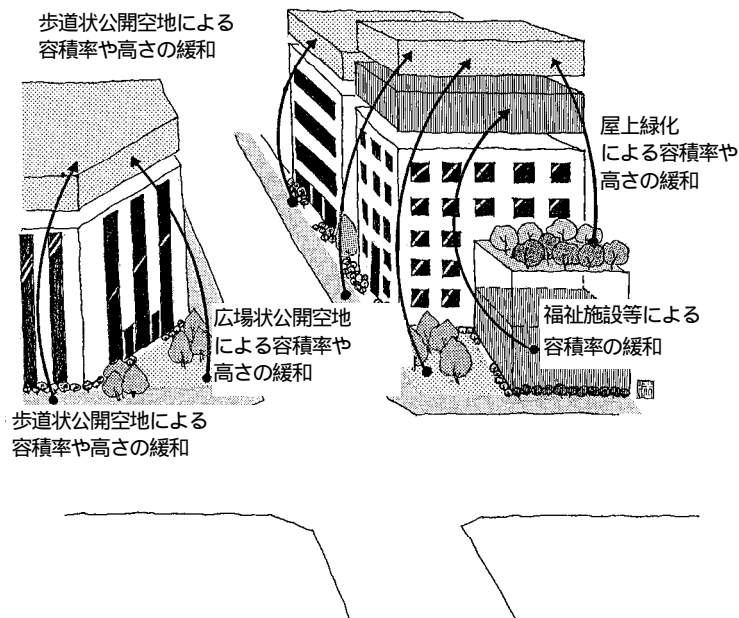 歩道状公開空地による
容積率や高さの緩和
屋上緑化
による容積率や
高さの緩和
広場状公開空地
による容積率や
高さの緩和
福祉施設等による
容積率の緩和
歩道状公開空地による
容積率や高さの緩和